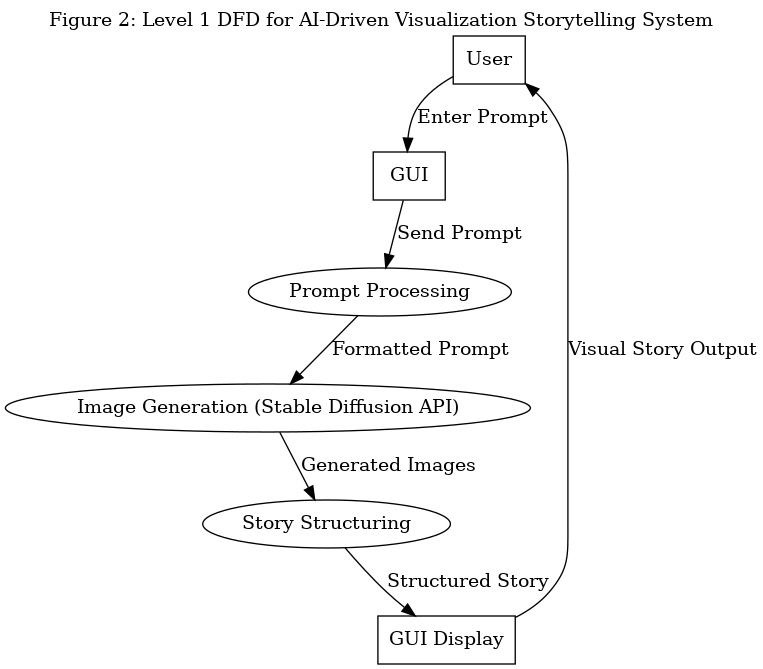 Figure 2: Level 1 DFD for AI-Driven Visualization Storytelling System
User
Enter Prompt
GUI
Send Prompt
Prompt Processing
Formatted Prompt
Visual Story Output
Image Generation (Stable Diffusion API)
Generated Images
Story Structuring
Structured Story
GUI Display